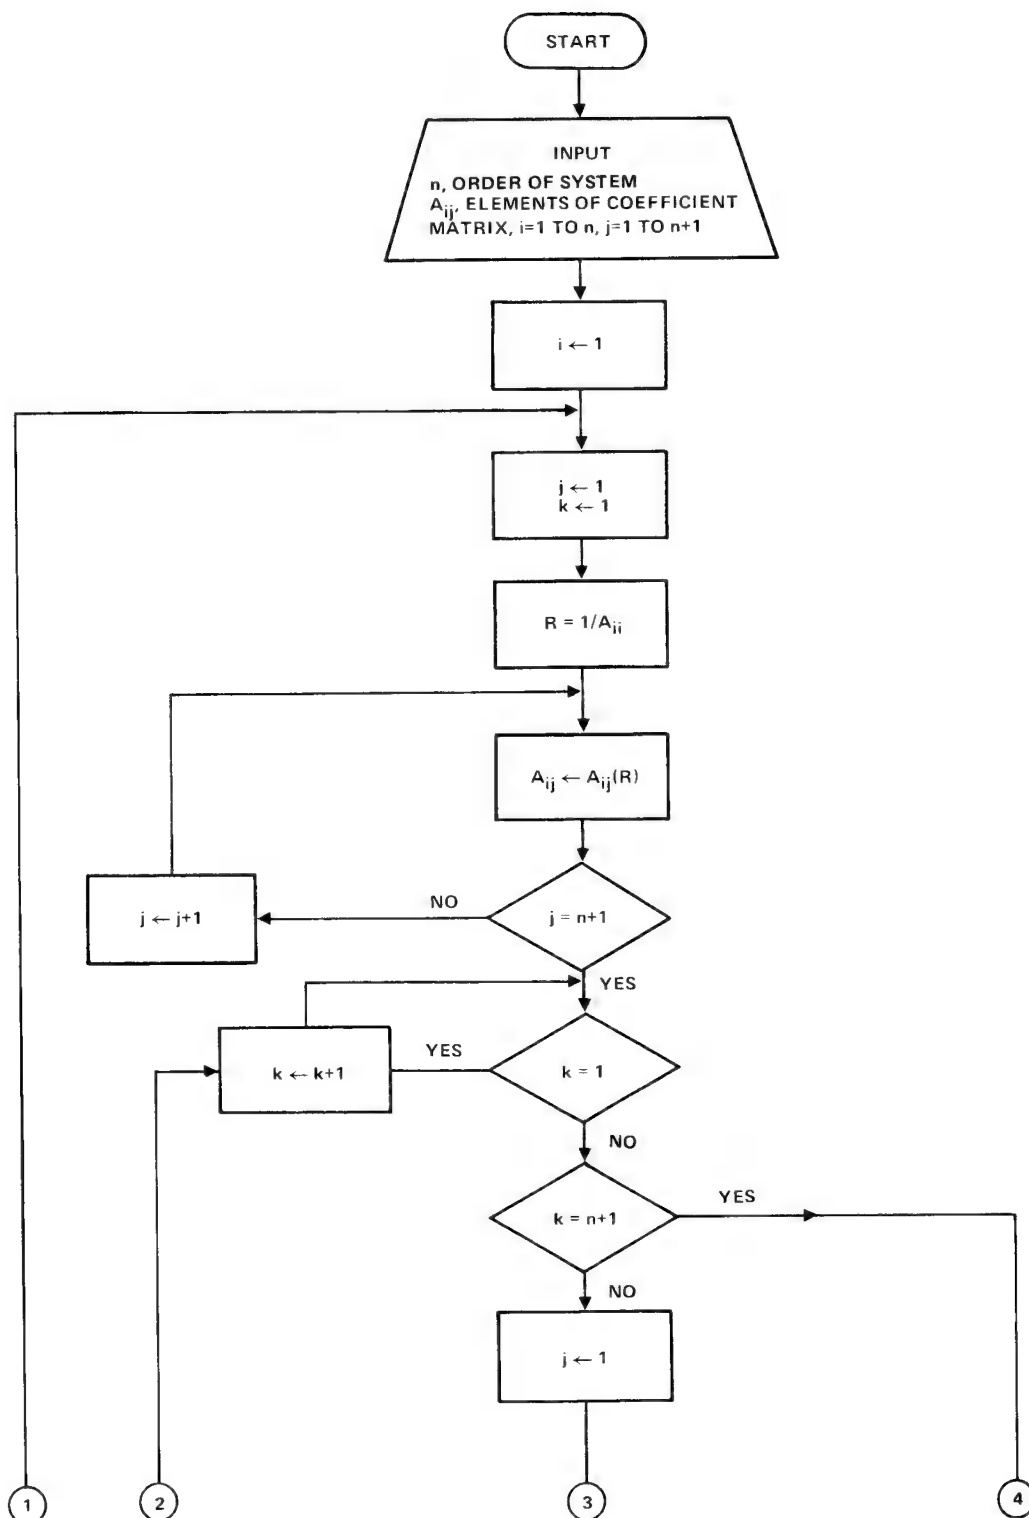 START
INPUT
n, ORDER OF SYSTEM
Aij, ELEMENTS OF COEFFICIENT
MATRIX, i=1 TO n, j=1 TO n+1
i ← 1
j ← 1
k ← 1
R = 1/Aii
Aij ← Aij(R)
j = n+1
NO
j ← j+1
YES
k = 1
YES
k ← k+1
NO
k = n+1
YES
NO
j ← 1
1
2
3
4